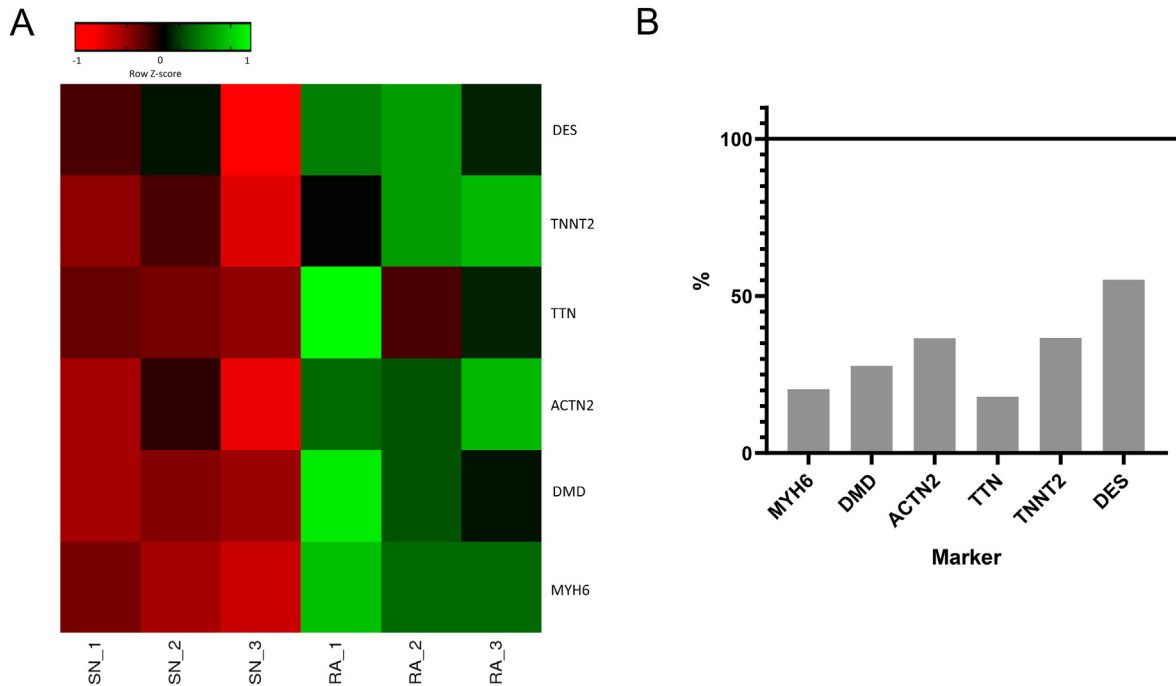 A
-1 0 1
Row Z-score
DES
TNNT2
TTN
ACTN2
DMD
MYH6
SN_1 SN_2 SN_3 RA_1 RA_2 RA_3
B
100
50
0
%
MYH6 DMD ACTN2 TTN TNNT2 DES
Marker